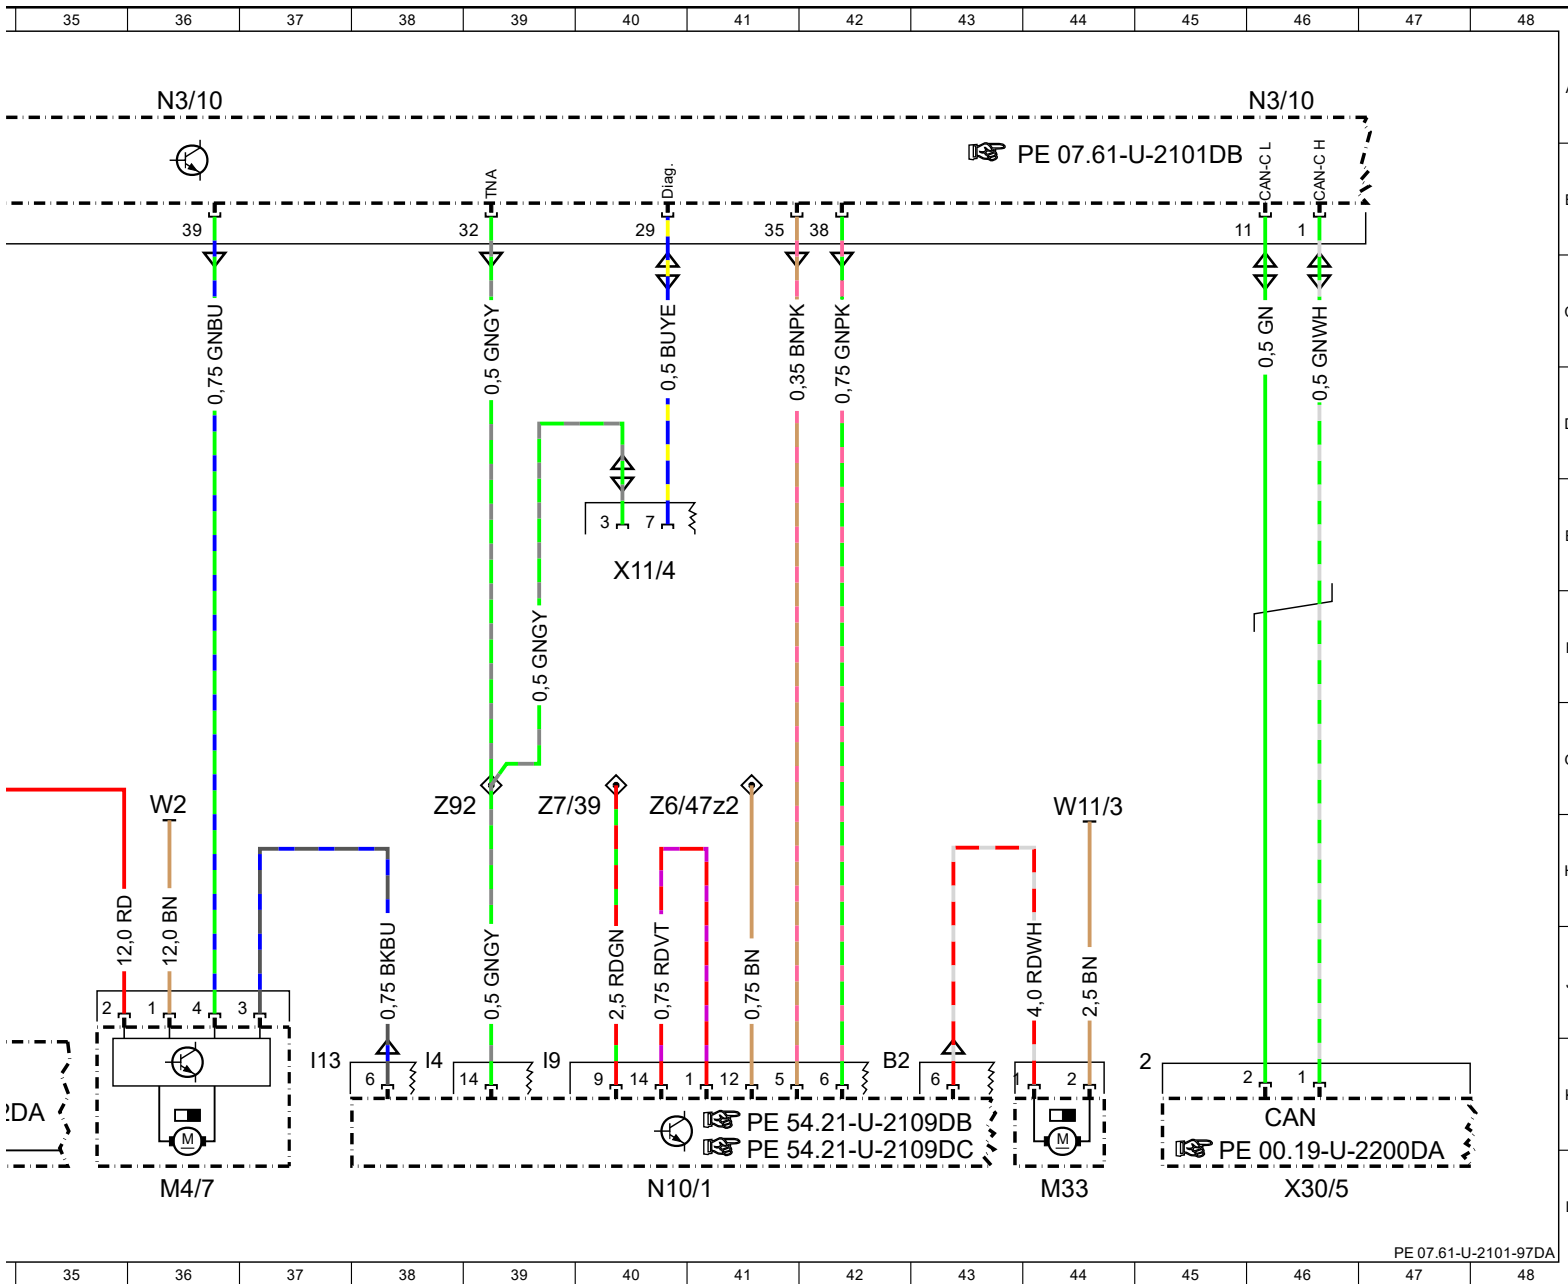 35 36 37 38 39 40 41 42 43 44 45 46 47 48
N3/10 N3/10
PE 07.61-U-2101DB
TNA Diag. CAN-C L CAN-C H
39 32 29 35 38 11 1
0,75 GNBU 0,5 GNGY 0,5 BUYE 0,35 BNPK 0,75 GNPK 0,5 GN 0,5 GNWH
3 7
X11/4
0,5 GNGY
W2 Z92 Z7/39 Z6/47z2 W11/3
12,0 RD 12,0 BN 0,75 BKBU 0,5 GNGY 2,5 RDGN 0,75 RDVT 0,75 BN 4,0 RDWH 2,5 BN
2 1 4 3
I13 I4 I9 B2 2
6 14 9 14 1 12 5 6 6 1 2 2 1
2DA M PE 54.21-U-2109DB M CAN
PE 54.21-U-2109DC PE 00.19-U-2200DA
M4/7 N10/1 M33 X30/5
PE 07.61-U-2101-97DA
35 36 37 38 39 40 41 42 43 44 45 46 47 48